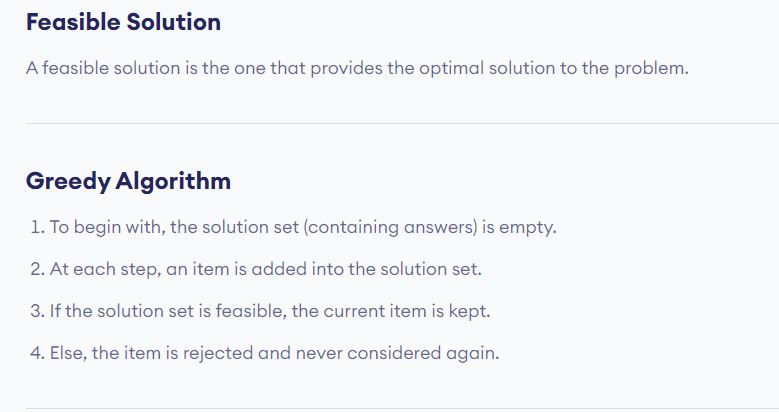 Feasible Solution
A feasible solution is the one that provides the optimal solution to the problem.
Greedy Algorithm
1. To begin with, the solution set (containing answers) is empty.
2. At each step, an item is added into the solution set.
3. If the solution set is feasible, the current item is kept.
4. Else, the item is rejected and never considered again.